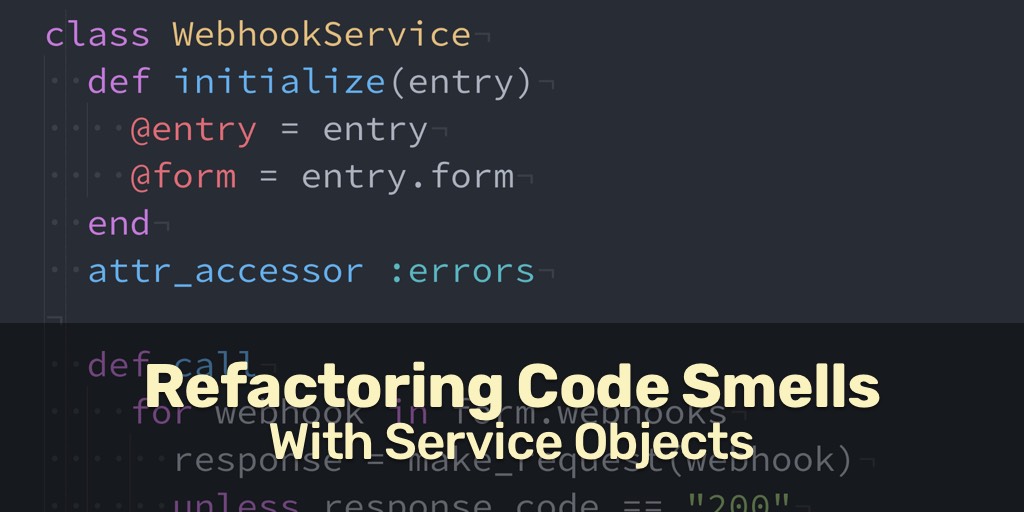 class WebhookService
def initialize(entry)
@entry = entry
@form = entry.form
end
attr_accessor :errors
def call
Refactoring Code Smells
for webhook in form.webhooks
With Service Objects
response = make_request(webhook)
unless response.code == "200"